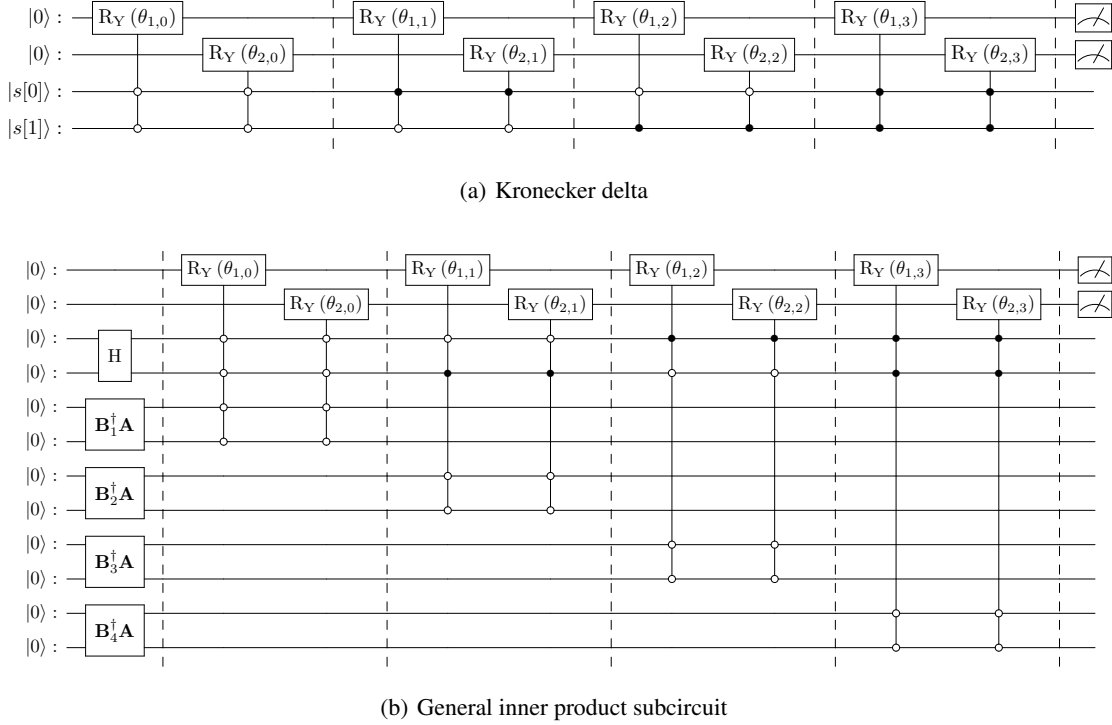 |0⟩ : R_Y (θ_{1,0}) R_Y (θ_{1,1}) R_Y (θ_{1,2}) R_Y (θ_{1,3})
|0⟩ : R_Y (θ_{2,0}) R_Y (θ_{2,1}) R_Y (θ_{2,2}) R_Y (θ_{2,3})
|s[0]⟩ :
|s[1]⟩ :
(a) Kronecker delta
|0⟩ : R_Y (θ_{1,0}) R_Y (θ_{1,1}) R_Y (θ_{1,2}) R_Y (θ_{1,3})
|0⟩ : R_Y (θ_{2,0}) R_Y (θ_{2,1}) R_Y (θ_{2,2}) R_Y (θ_{2,3})
|0⟩ :
H
|0⟩ :
|0⟩ :
B_1^†A
|0⟩ :
|0⟩ :
B_2^†A
|0⟩ :
|0⟩ :
B_3^†A
|0⟩ :
|0⟩ :
B_4^†A
|0⟩ :
(b) General inner product subcircuit